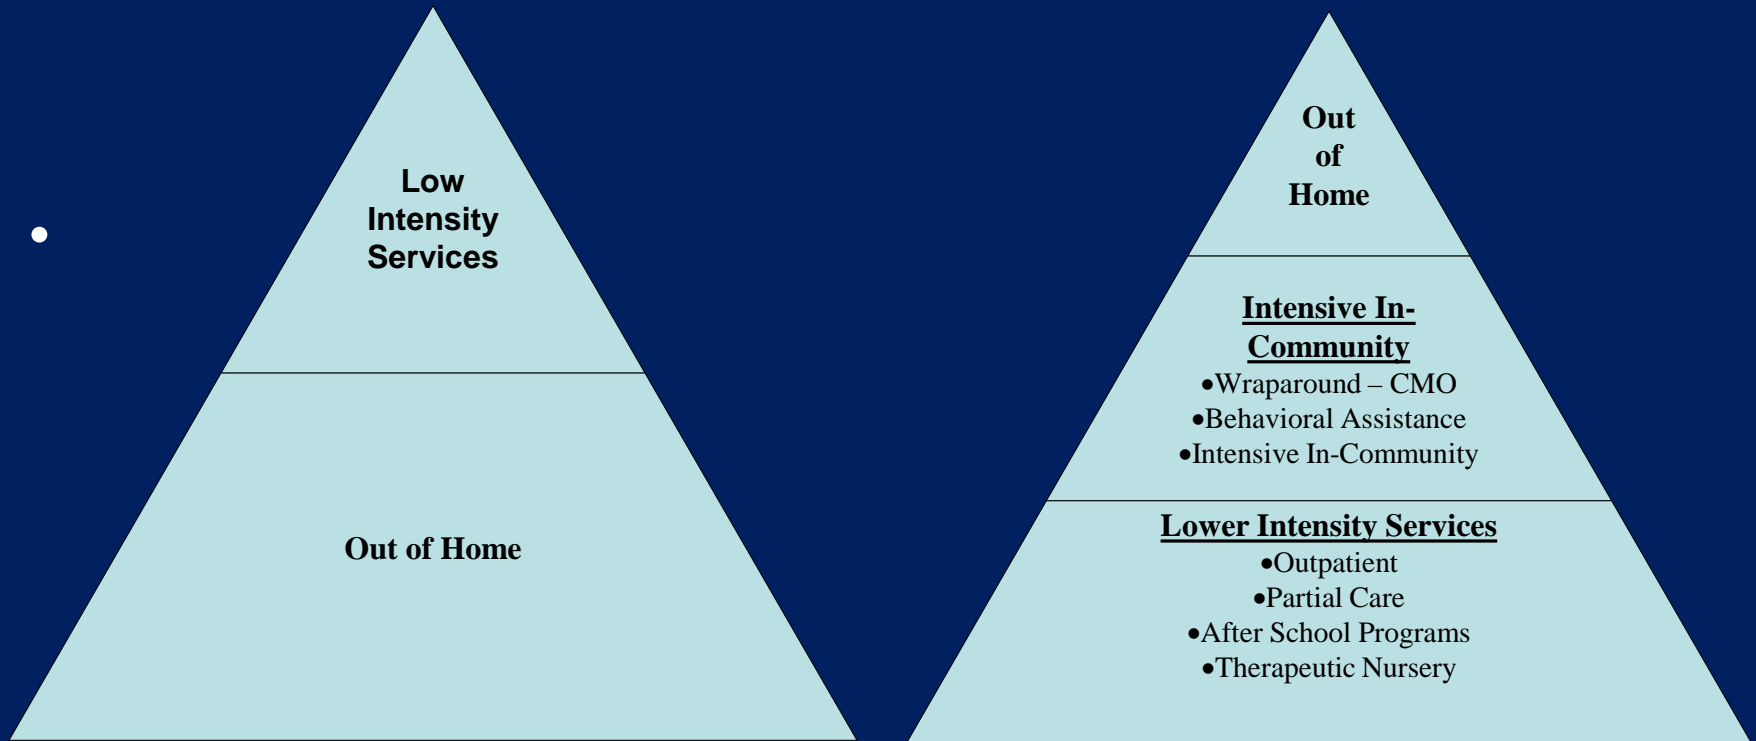 •
Low
Intensity
Services
Out of Home
Out
of
Home
Intensive In-
Community
•Wraparound – CMO
•Behavioral Assistance
•Intensive In-Community
Lower Intensity Services
•Outpatient
•Partial Care
•After School Programs
•Therapeutic Nursery